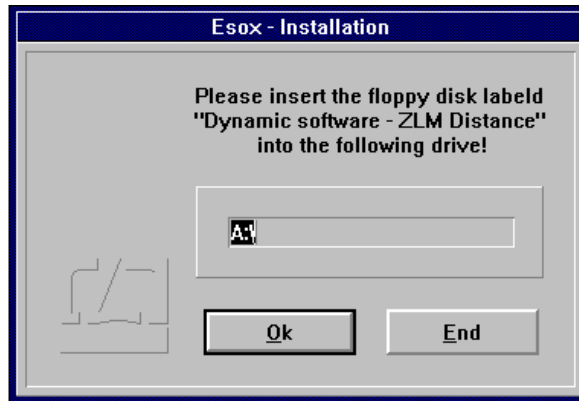 Esox - Installation
Please insert the floppy disk labeld
"Dynamic software - ZLM Distance"
into the following drive!
A:\
Ok
End